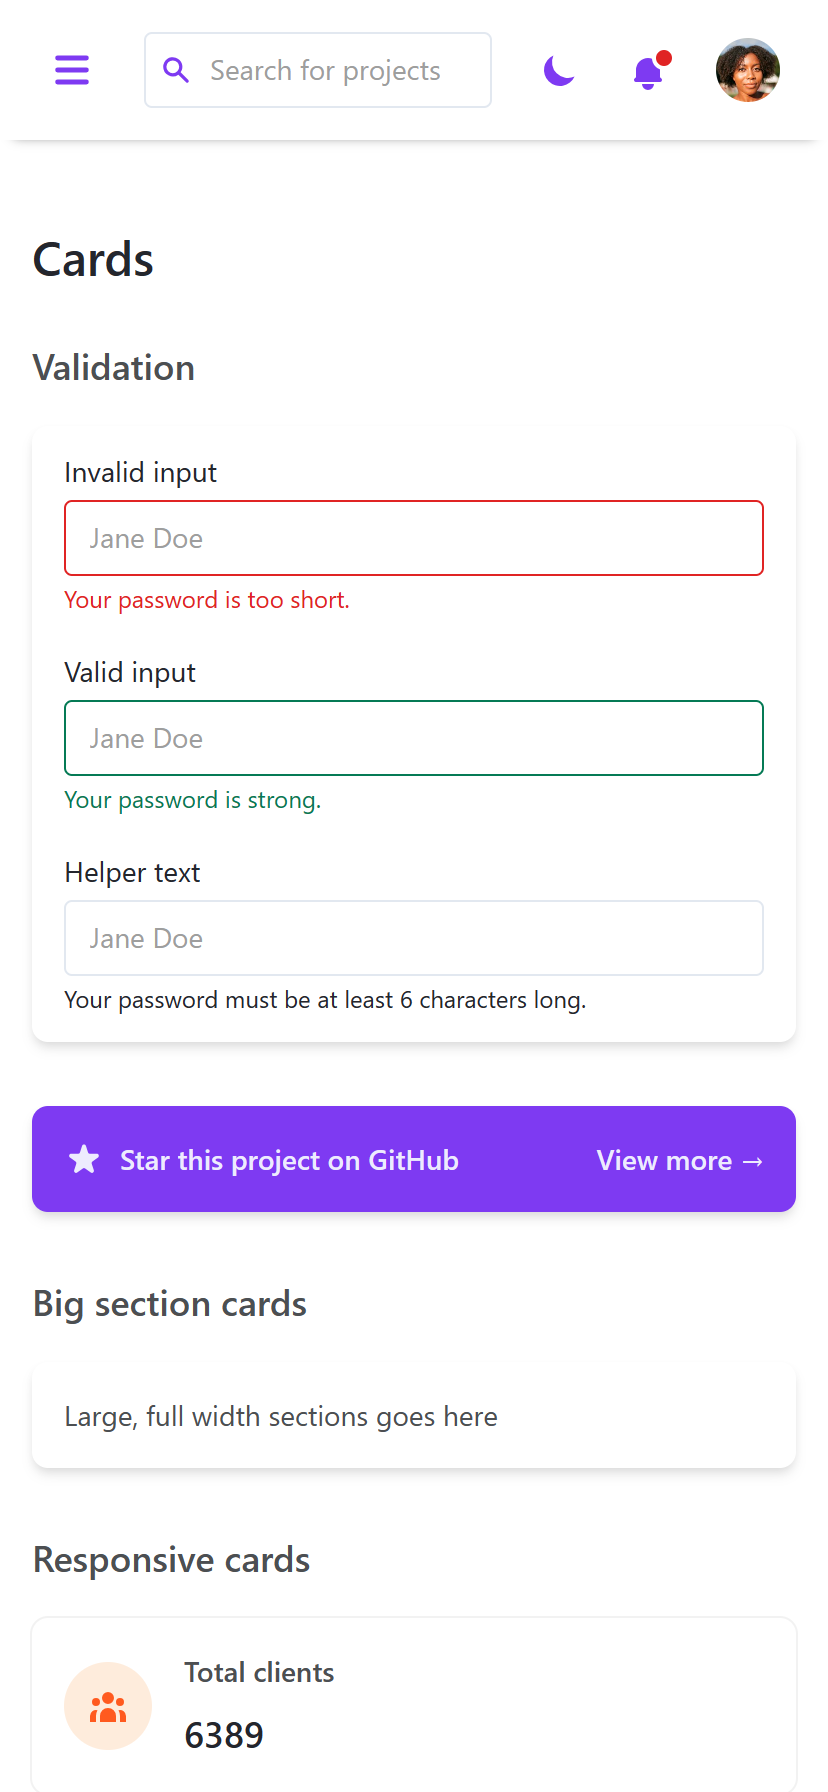 Search for projects
Cards
Validation
Invalid input
Jane Doe
Your password is too short.
Valid input
Jane Doe
Your password is strong.
Helper text
Jane Doe
Your password must be at least 6 characters long.
Star this project on GitHub
View more →
Big section cards
Large, full width sections goes here
Responsive cards
Total clients
6389